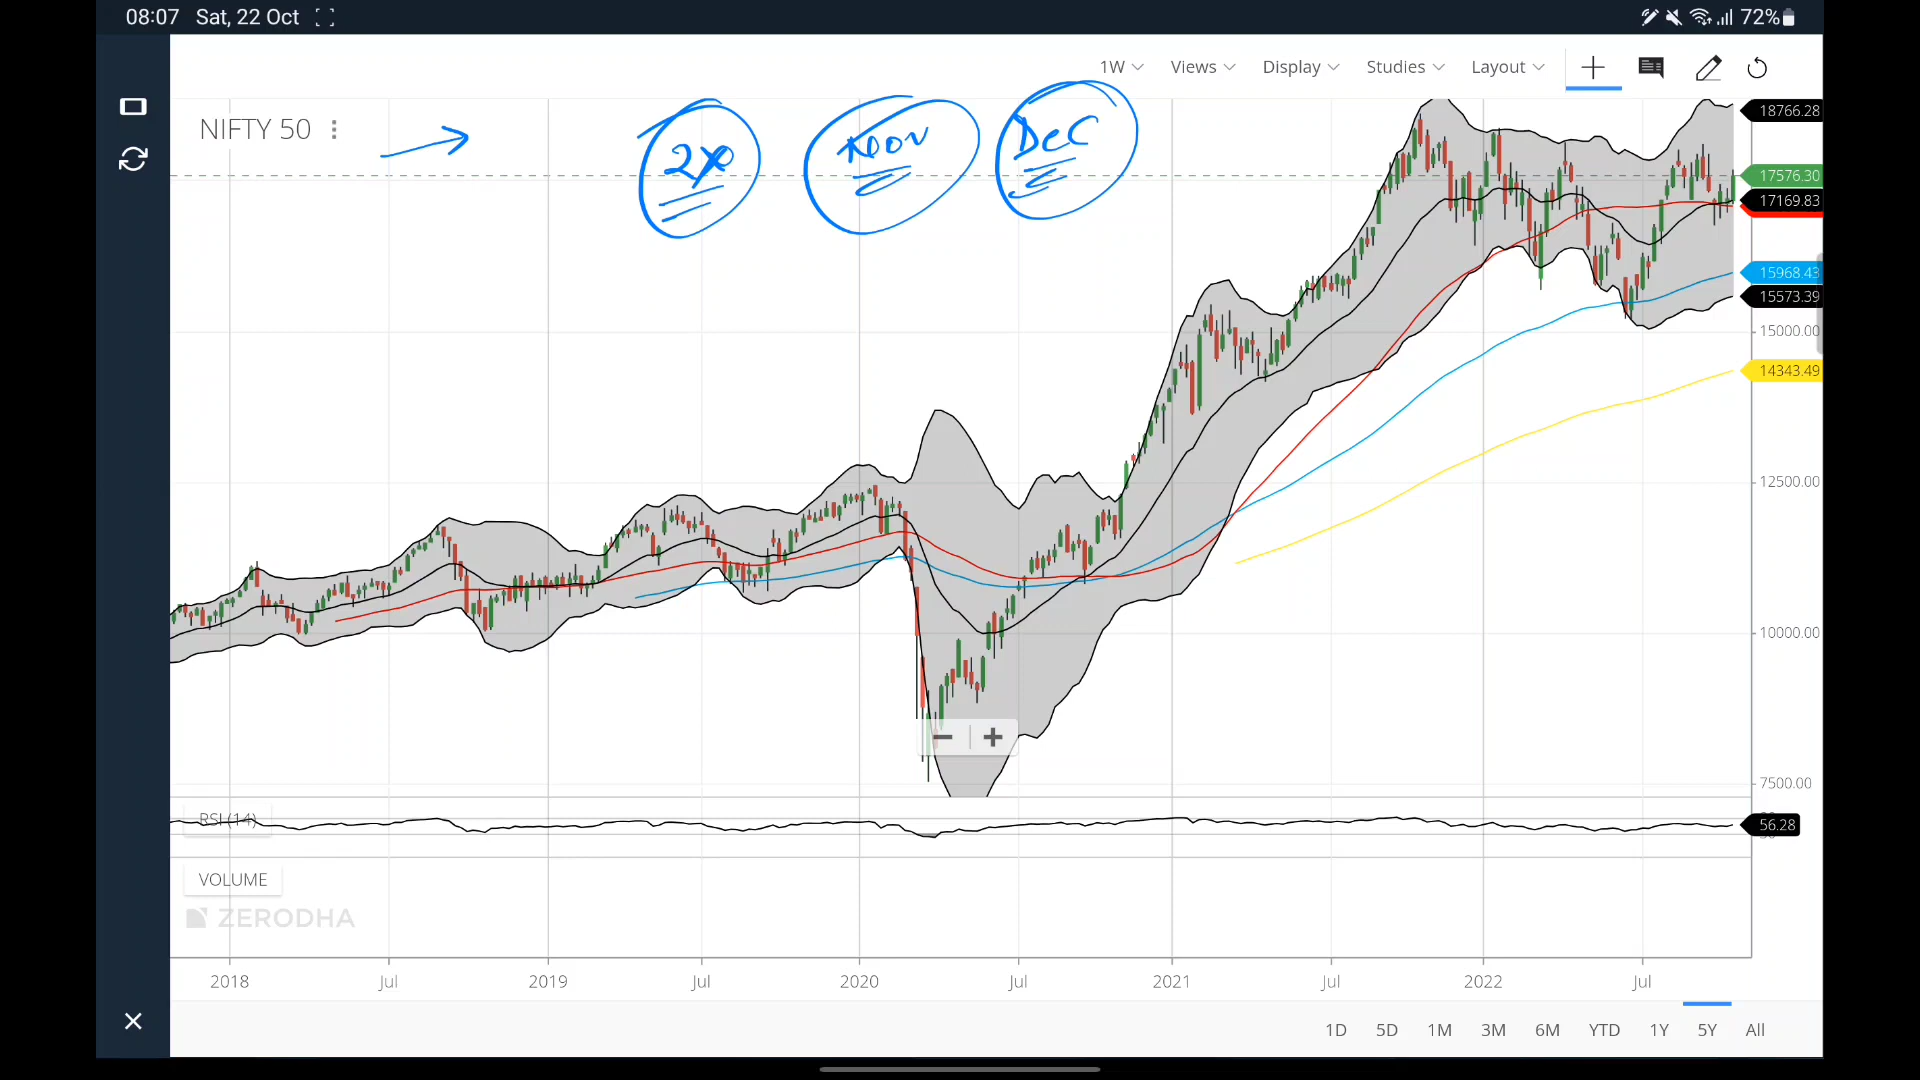 08:07 Sat, 22 Oct 72%
1W Views Display Studies Layout
NIFTY 50
2x Nov Dec
18766.28
17576.30
17169.83
15968.43
15573.39
15000.00
14343.49
12500.00
10000.00
7500.00
RSI (14)
56.28
VOLUME
ZERODHA
2018 Jul 2019 Jul 2020 Jul 2021 Jul 2022 Jul
1D 5D 1M 3M 6M YTD 1Y 5Y All